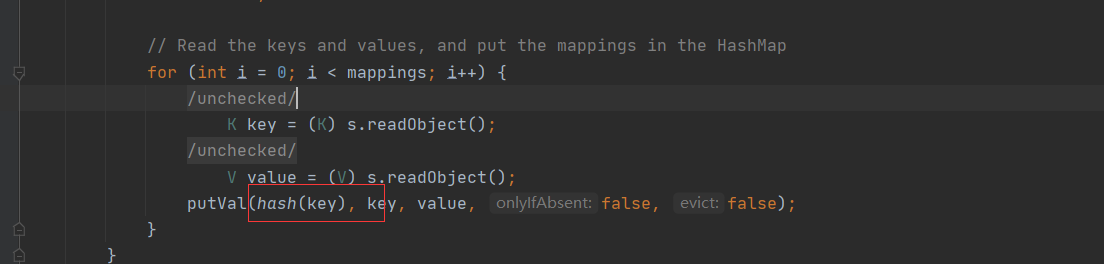 // Read the keys and values, and put the mappings in the HashMap
for (int i = 0; i < mappings; i++) {
/unchecked/
K key = (K) s.readObject();
/unchecked/
V value = (V) s.readObject();
putVal(hash(key), key, value, onlyIfAbsent: false, evict: false);
}
}